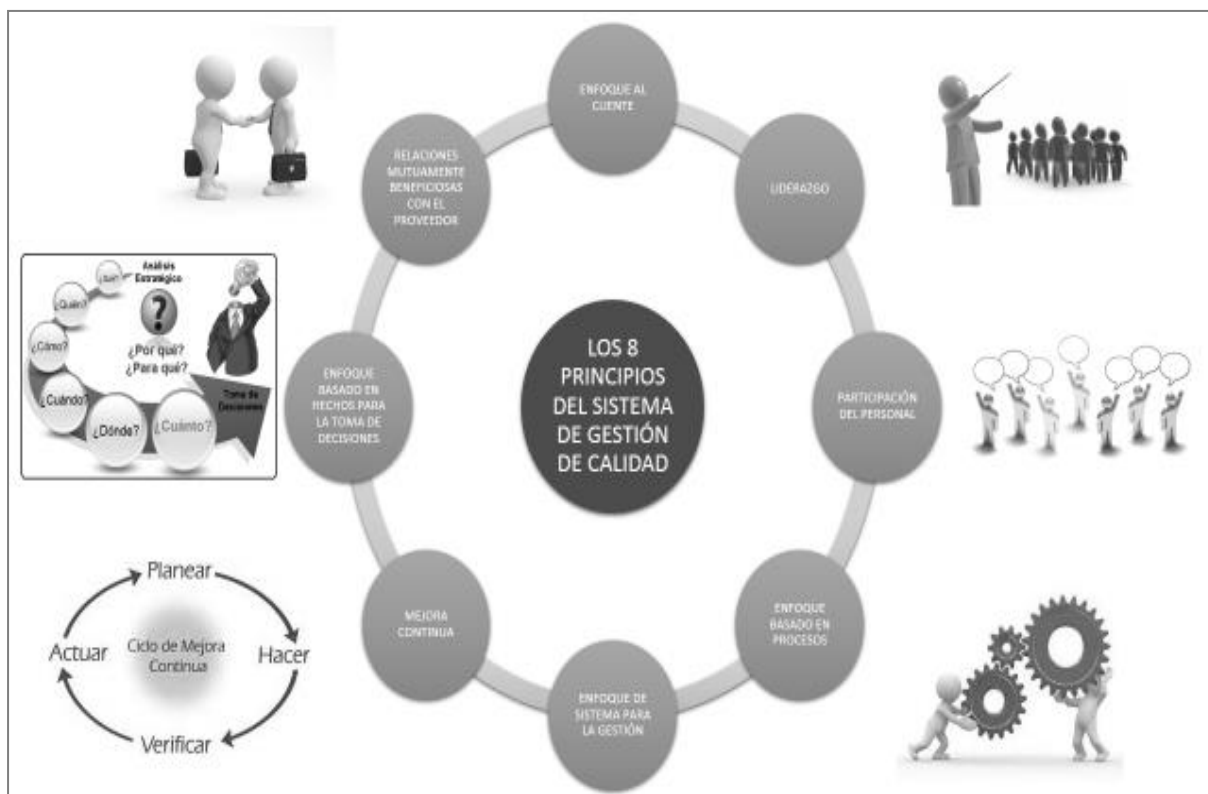 ENFOQUE AL
CLIENTE
LIDERAZGO
PARTICIPACIÓN
DEL PERSONAL
ENFOQUE
BASADO EN
PROCESOS
ENFOQUE DE
SISTEMA PARA
LA GESTIÓN
MEJORA
CONTINUA
ENFOQUE
BASADO EN
HECHOS PARA
LA TOMA DE
DECISIONES
RELACIONES
MUTUAMENTE
BENEFICIOSAS
CON EL
PROVEEDOR
LOS 8
PRINCIPIOS
DEL SISTEMA
DE GESTIÓN
DE CALIDAD
Análisis
Estratégico
¿Quién?
¿Cómo?
¿Cuándo?
¿Dónde?
¿Cuánto?
¿Por qué?
¿Para qué?
Toma de
Decisiones
Planear
Hacer
Verificar
Actuar
Ciclo de Mejora
Continua